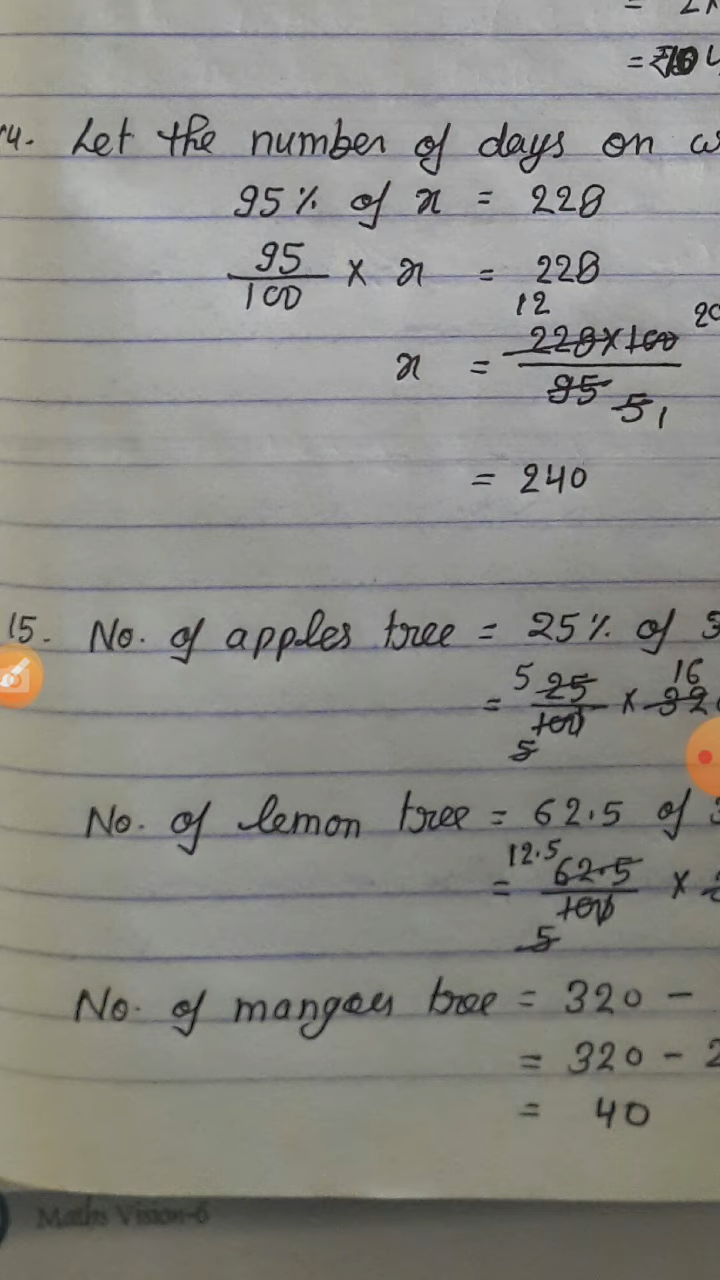 = 2
14. Let the number of days on
95% of x = 228
95/100 × x = 228
12 20
x = 228×100 / 95 5 1
= 240
15. No. of apples tree = 25% of 3
= 5 25/100 5 × 16 32
No. of lemon tree = 62.5 of 3
= 12.5 62.5/100 5 ×
No. of mangoes tree = 320 -
= 320 - 2
= 40
Maths Vision-6